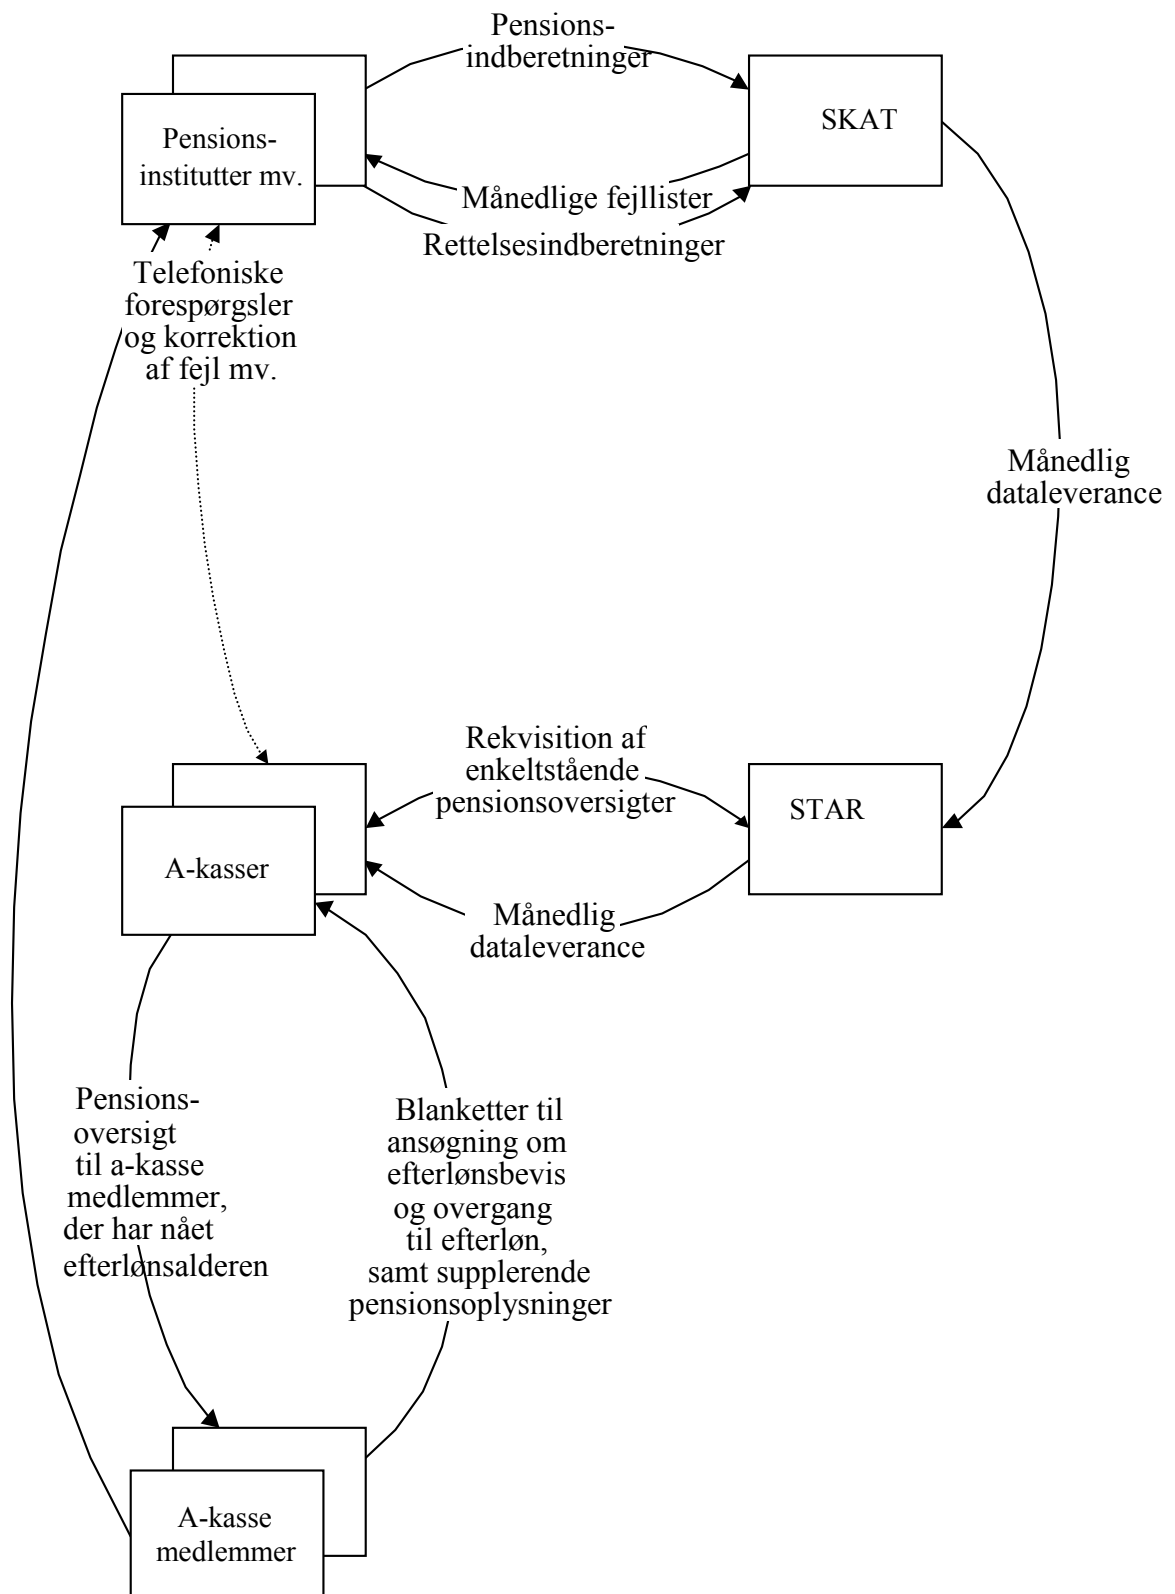 Pensions-
indberetninger
SKAT
Pensions-
institutter mv.
Månedlige fejllister
Rettelsesindberetninger
Telefoniske
forespørgsler
og korrektion
af fejl mv.
Månedlig
dataleverance
Rekvisition af
enkeltstående
pensionsoversigter
STAR
A-kasser
Månedlig
dataleverance
Pensions-
oversigt
til a-kasse
medlemmer,
der har nået
efterlønsalderen
Blanketter til
ansøgning om
efterlønsbevis
og overgang
til efterløn,
samt supplerende
pensionsoplysninger
A-kasse
medlemmer